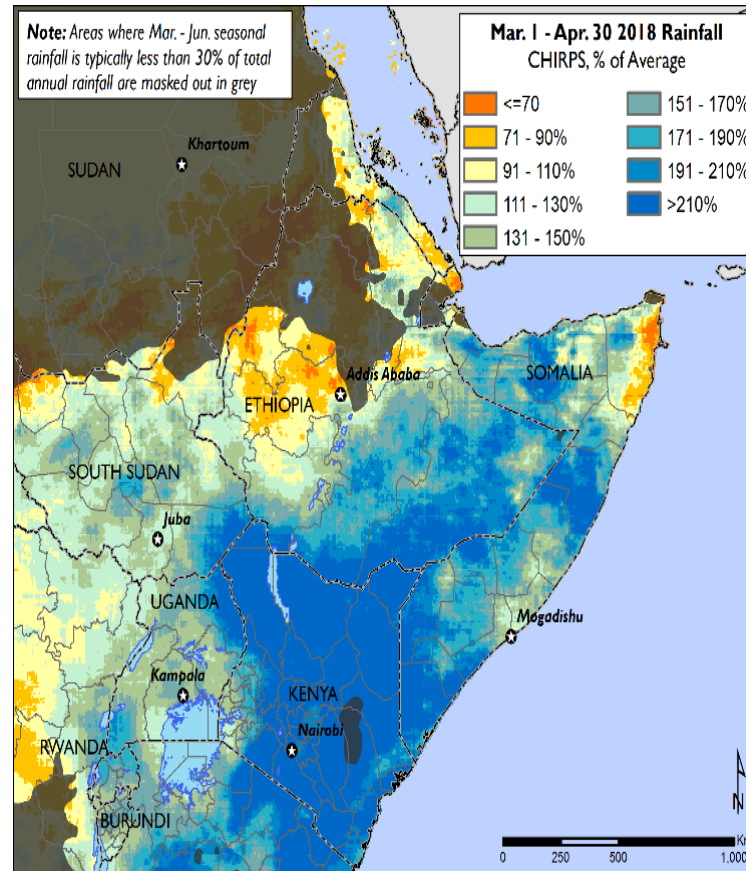 Note: Areas where Mar. - Jun. seasonal
rainfall is typically less than 30% of total
annual rainfall are masked out in grey
Mar. 1 - Apr. 30 2018 Rainfall
CHIRPS, % of Average
<=70
71 - 90%
91 - 110%
111 - 130%
131 - 150%
151 - 170%
171 - 190%
191 - 210%
>210%
Khartoum
SUDAN
Addis Ababa
ETHIOPIA
SOMALIA
SOUTH SUDAN
Juba
UGANDA
Mogadishu
Kampala
KENYA
RWANDA
Nairobi
BURUNDI
N
Km
0 250 500 1,000